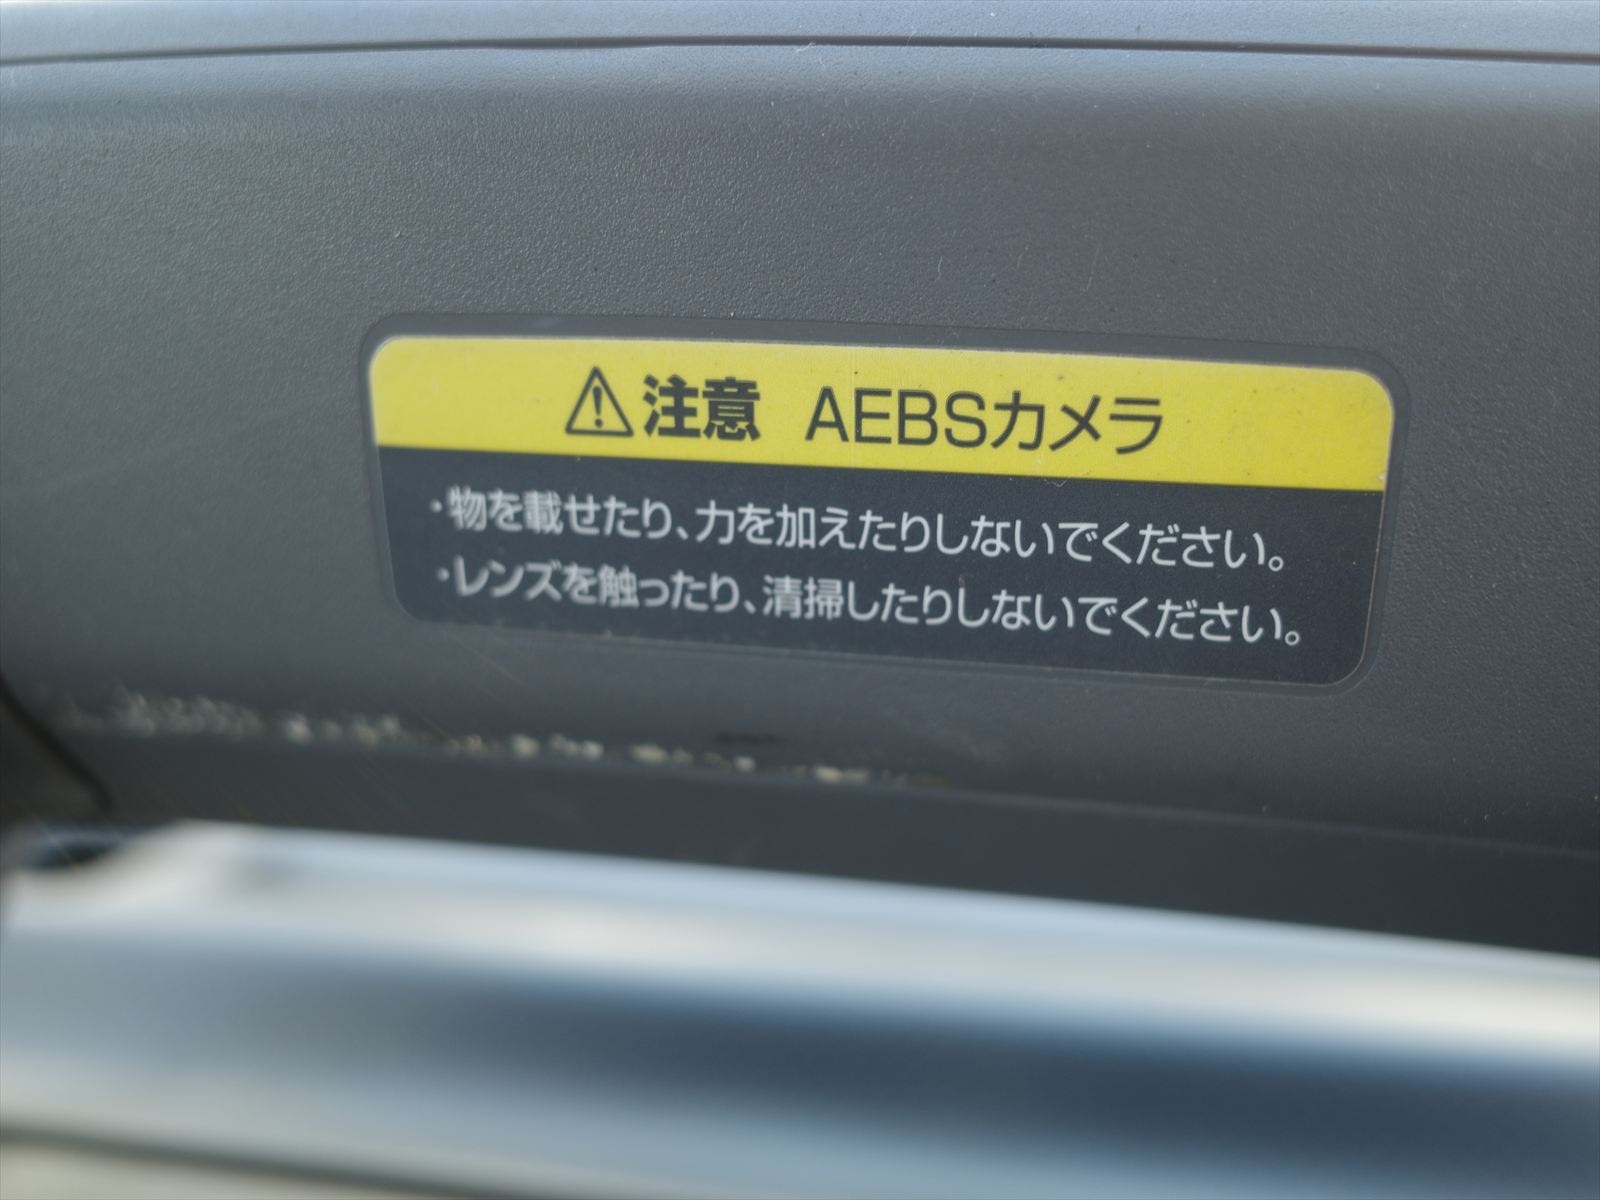 ⚠注意 AEBSカメラ
・物を載せたり、力を加えたりしないでください。
・レンズを触ったり、清掃したりしないでください。